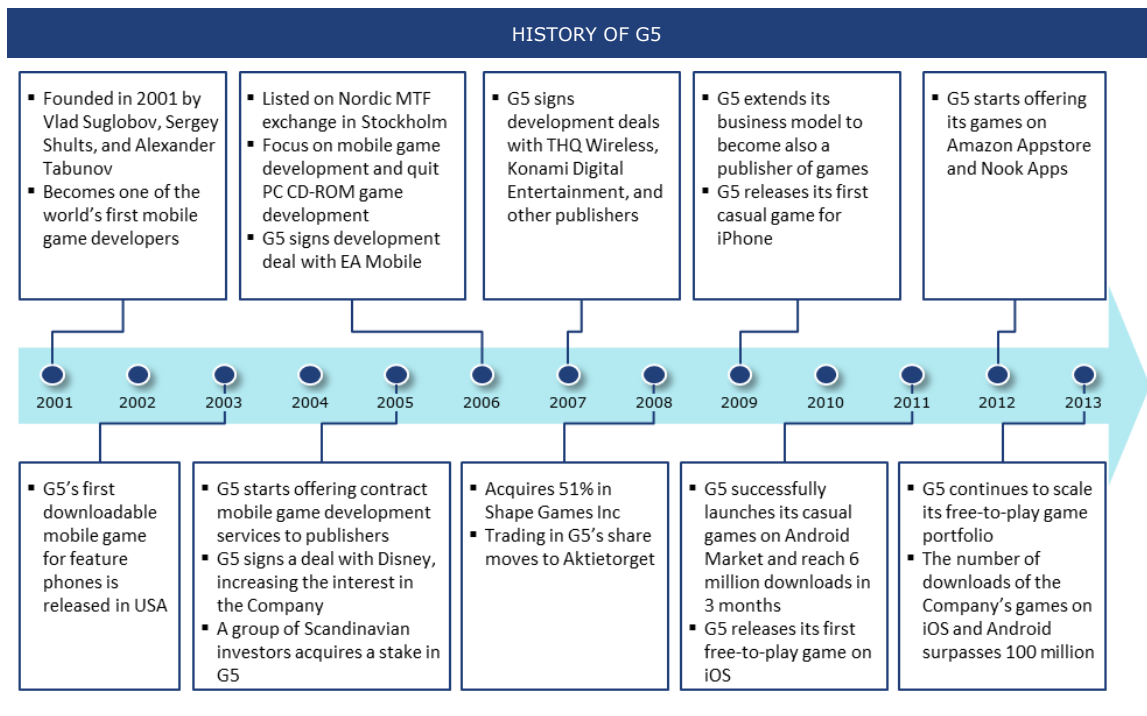 HISTORY OF G5
▪ Founded in 2001 by
Vlad Suglobov, Sergey
Shults, and Alexander
Tabunov
▪ Becomes one of the
world's first mobile
game developers
▪ Listed on Nordic MTF
exchange in Stockholm
▪ Focus on mobile game
development and quit
PC CD-ROM game
development
▪ G5 signs development
deal with EA Mobile
▪ G5 signs
development deals
with THQ Wireless,
Konami Digital
Entertainment, and
other publishers
▪ G5 extends its
business model to
become also a
publisher of games
▪ G5 releases its first
casual game for
iPhone
▪ G5 starts offering
its games on
Amazon Appstore
and Nook Apps
2001 2002 2003 2004 2005 2006 2007 2008 2009 2010 2011 2012 2013
▪ G5's first
downloadable
mobile game
for feature
phones is
released in USA
▪ G5 starts offering contract
mobile game development
services to publishers
▪ G5 signs a deal with Disney,
increasing the interest in
the Company
▪ A group of Scandinavian
investors acquires a stake in
G5
▪ Acquires 51% in
Shape Games Inc
▪ Trading in G5's share
moves to Aktietorget
▪ G5 successfully
launches its casual
games on Android
Market and reach 6
million downloads in
3 months
▪ G5 releases its first
free-to-play game on
iOS
▪ G5 continues to scale
its free-to-play game
portfolio
▪ The number of
downloads of the
Company's games on
iOS and Android
surpasses 100 million